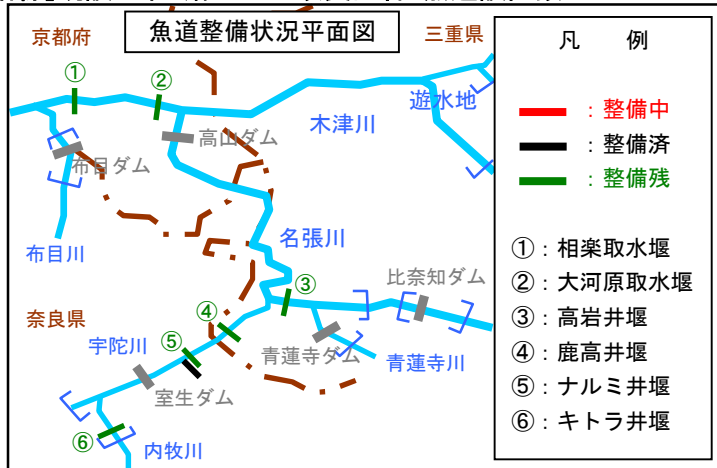 魚道整備状況平面図
京都府
三重県
①
②
遊水地
木津川
高山ダム
布目ダム
布目川
名張川
③
比奈知ダム
奈良県
④
宇陀川
⑤
青蓮寺ダム
青蓮寺川
室生ダム
⑥
内牧川
凡 例
：整備中
：整備済
：整備残
①：相楽取水堰
②：大河原取水堰
③：高岩井堰
④：鹿高井堰
⑤：ナルミ井堰
⑥：キトラ井堰